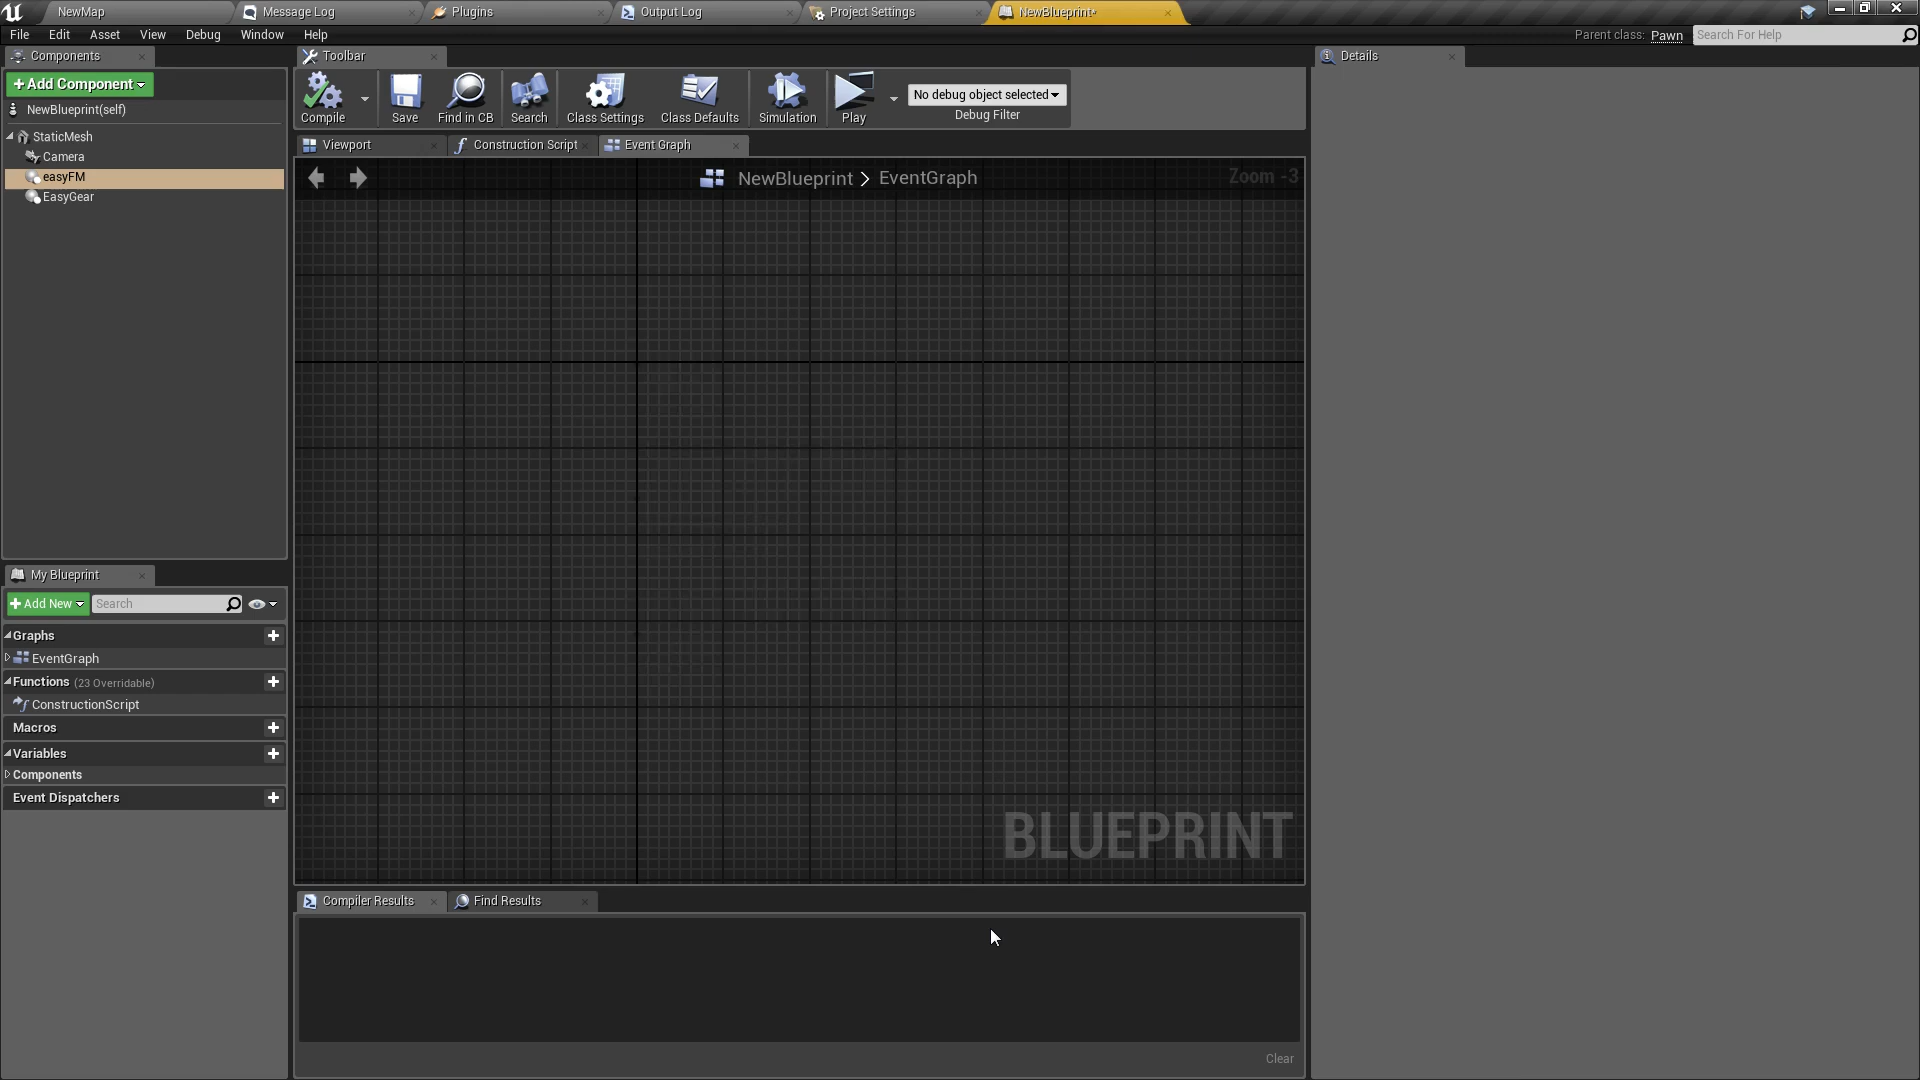 NewMap
Message Log
Plugins
Output Log
Project Settings
NewBlueprint*
File Edit Asset View Debug Window Help
Parent class: Pawn
Search For Help
Components
Toolbar
Details
+ Add Component
NewBlueprint(self)
StaticMesh
Camera
easyFM
EasyGear
Compile
Save
Find in CB
Search
Class Settings
Class Defaults
Simulation
Play
No debug object selected
Debug Filter
Viewport
Construction Script
Event Graph
NewBlueprint > EventGraph
Zoom -3
BLUEPRINT
My Blueprint
+ Add New
Search
Graphs
EventGraph
Functions (23 Overridable)
ConstructionScript
Macros
Variables
Components
Event Dispatchers
Compiler Results
Find Results
Clear